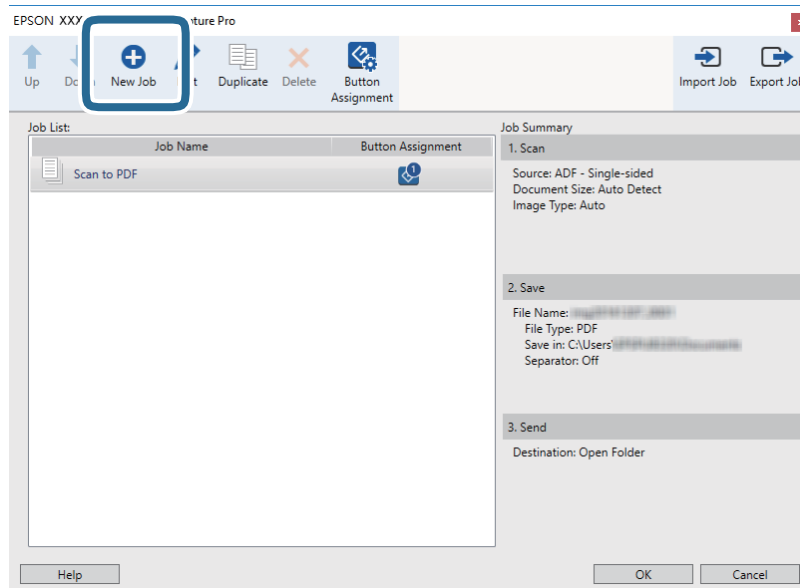 EPSON XXX ture Pro
Up
New Job
Duplicate
Delete
Button
Assignment
Import Job
Export Jo
Job List:
Job Name
Button Assignment
Scan to PDF
1
Job Summary
1. Scan
Source: ADF - Single-sided
Document Size: Auto Detect
Image Type: Auto
2. Save
File Name:
File Type: PDF
Save in: C:\Users\
Separator: Off
3. Send
Destination: Open Folder
Help
OK
Cancel